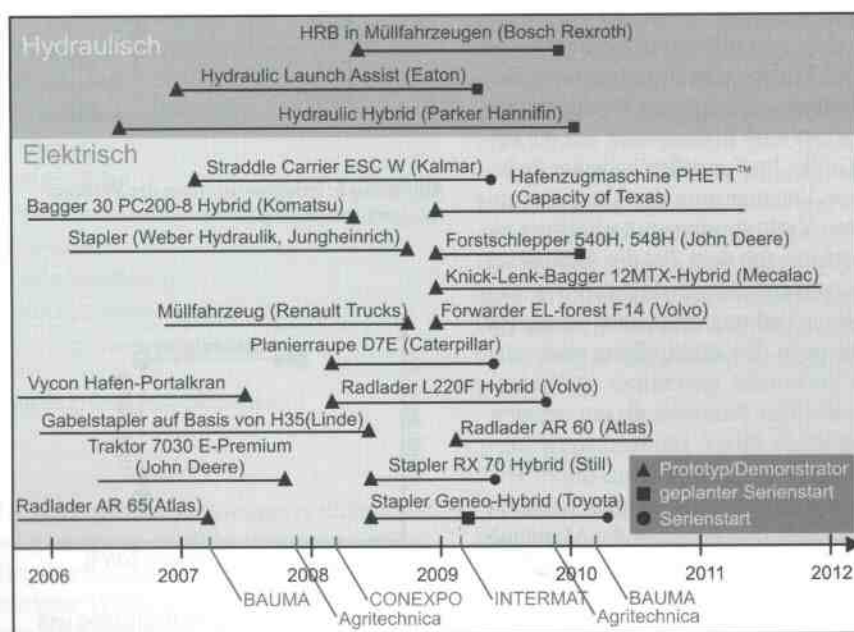 Hydraulisch
HRB in Müllfahrzeugen (Bosch Rexroth)
Hydraulic Launch Assist (Eaton)
Hydraulic Hybrid (Parker Hannifin)
Elektrisch
Straddle Carrier ESC W (Kalmar)
Hafenzugmaschine PHETT™
(Capacity of Texas)
Bagger 30 PC200-8 Hybrid (Komatsu)
Stapler (Weber Hydraulik, Jungheinrich)
Forstschlepper 540H, 548H (John Deere)
Knick-Lenk-Bagger 12MTX-Hybrid (Mecalac)
Müllfahrzeug (Renault Trucks)
Forwarder EL-forest F14 (Volvo)
Planierraupe D7E (Caterpillar)
Vycon Hafen-Portalkran
Radlader L220F Hybrid (Volvo)
Gabelstapler auf Basis von H35(Linde)
Radlader AR 60 (Atlas)
Traktor 7030 E-Premium
(John Deere)
Stapler RX 70 Hybrid (Still)
Radlader AR 65(Atlas)
Stapler Geneo-Hybrid (Toyota)
Prototyp/Demonstrator
geplanter Serienstart
Serienstart
2006 2007 2008 2009 2010 2011 2012
BAUMA CONEXPO INTERMAT BAUMA
Agritechnica Agritechnica